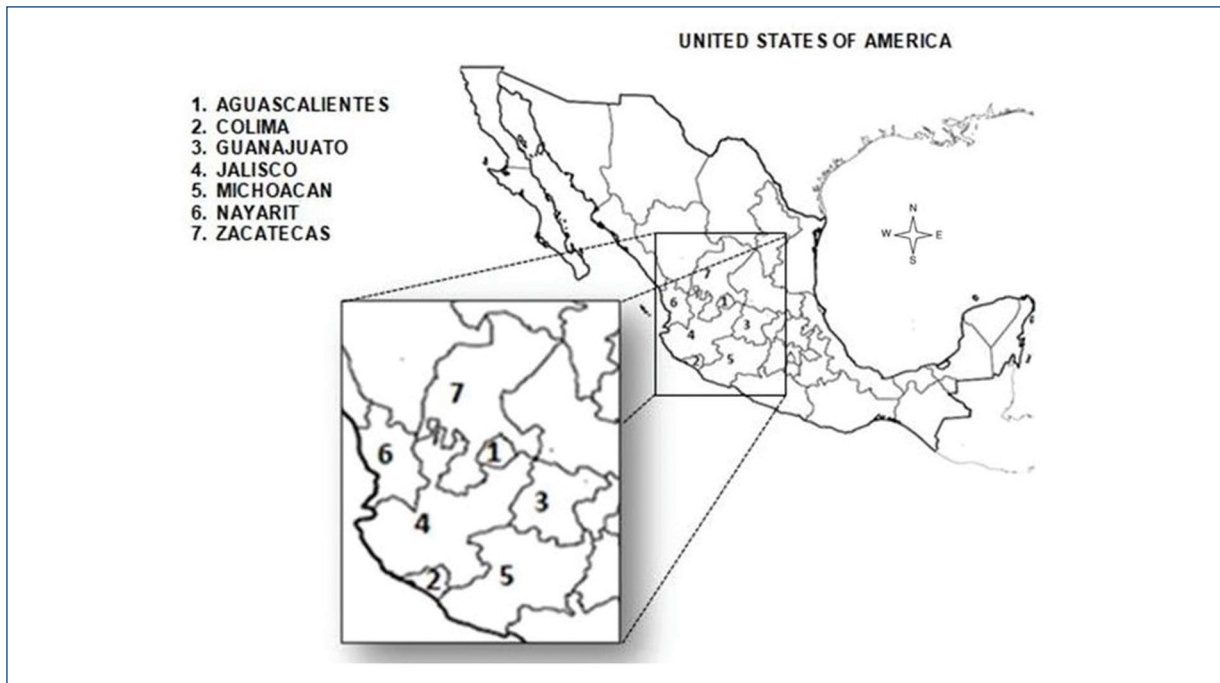 UNITED STATES OF AMERICA
1. AGUASCALIENTES
2. COLIMA
3. GUANAJUATO
4. JALISCO
5. MICHOACAN
6. NAYARIT
7. ZACATECAS
N
W E
S
7
6 1
4 3
2 5
7
6 1
4 3
2 5